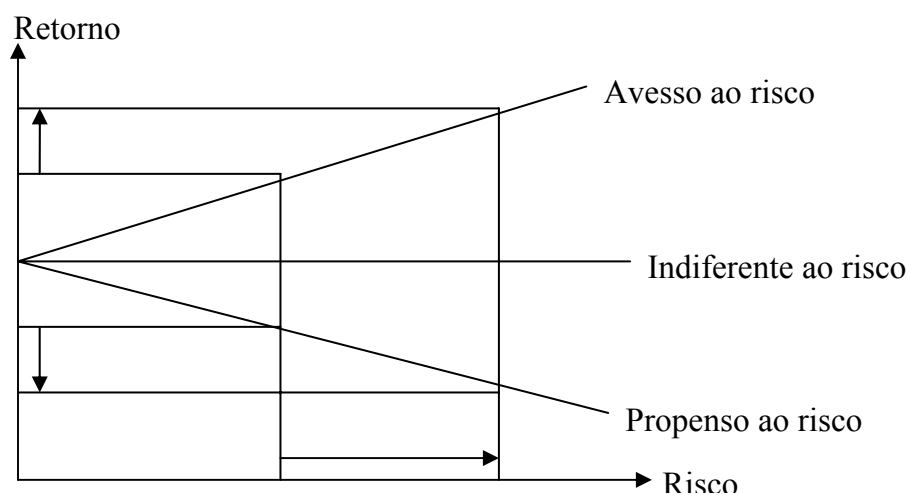 Retorno
Avesso ao risco
Indiferente ao risco
Propenso ao risco
Risco